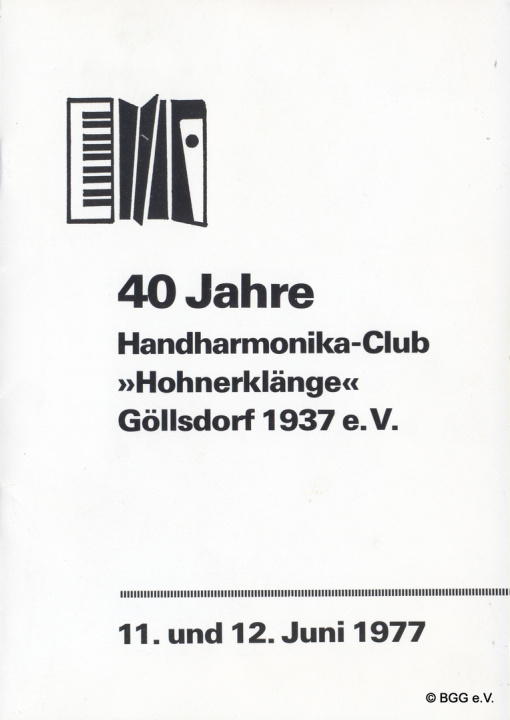 40 Jahre
Handharmonika-Club
»Hohnerklänge«
Göllsdorf 1937 e.V.
11. und 12. Juni 1977
© BGG e.V.